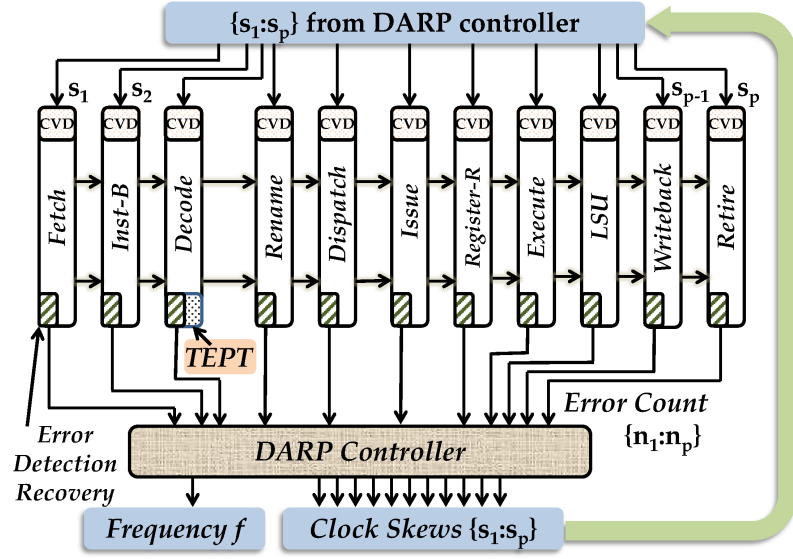 {s1:sp} from DARP controller
s1
s2
sp-1
sp
CVD
CVD
CVD
CVD
CVD
CVD
CVD
CVD
CVD
CVD
CVD
Fetch
Inst-B
Decode
Rename
Dispatch
Issue
Register-R
Execute
LSU
Writeback
Retire
TEPT
Error
Detection
Recovery
Error Count
{n1:np}
DARP Controller
Frequency f
Clock Skews {s1:sp}